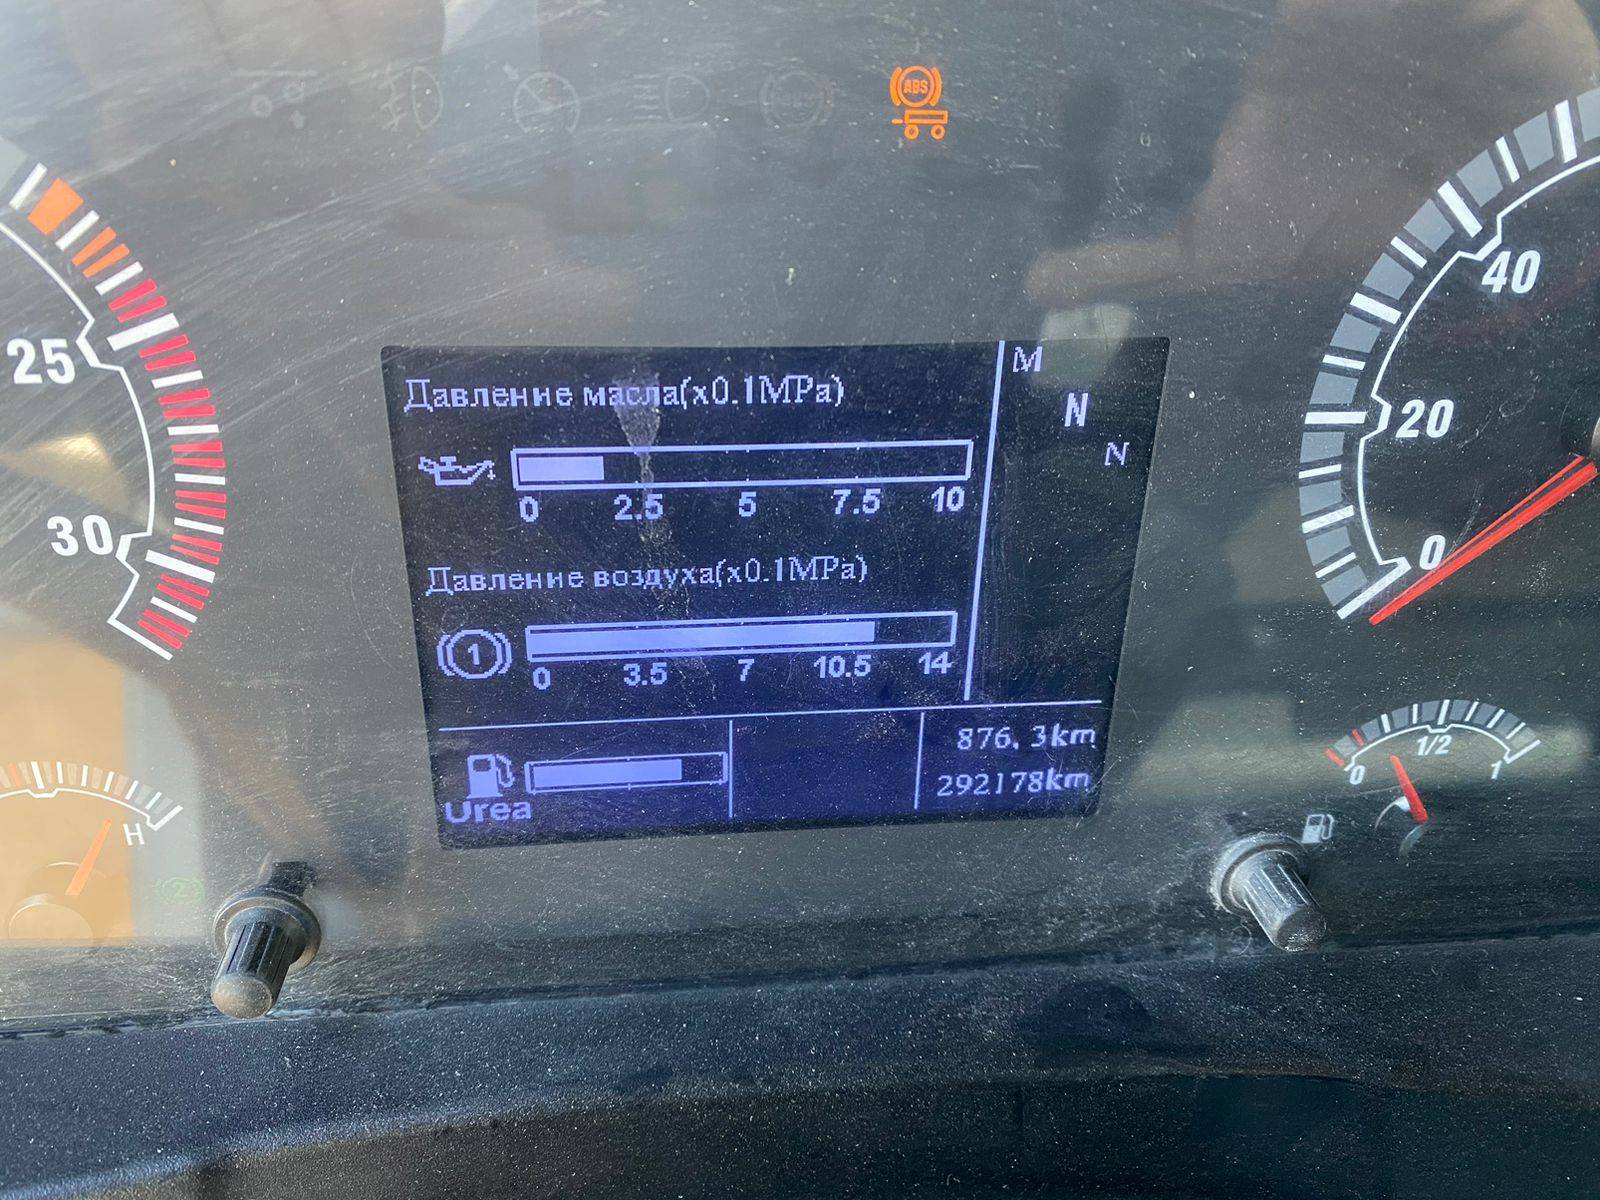 ABS
25
30
40
20
0
Давление масла(x0.1MPa)
M
N
N
0 2.5 5 7.5 10
Давление воздуха(x0.1MPa)
1
0 3.5 7 10.5 14
876.3km
292178km
Urea
H
2
0 1/2 1